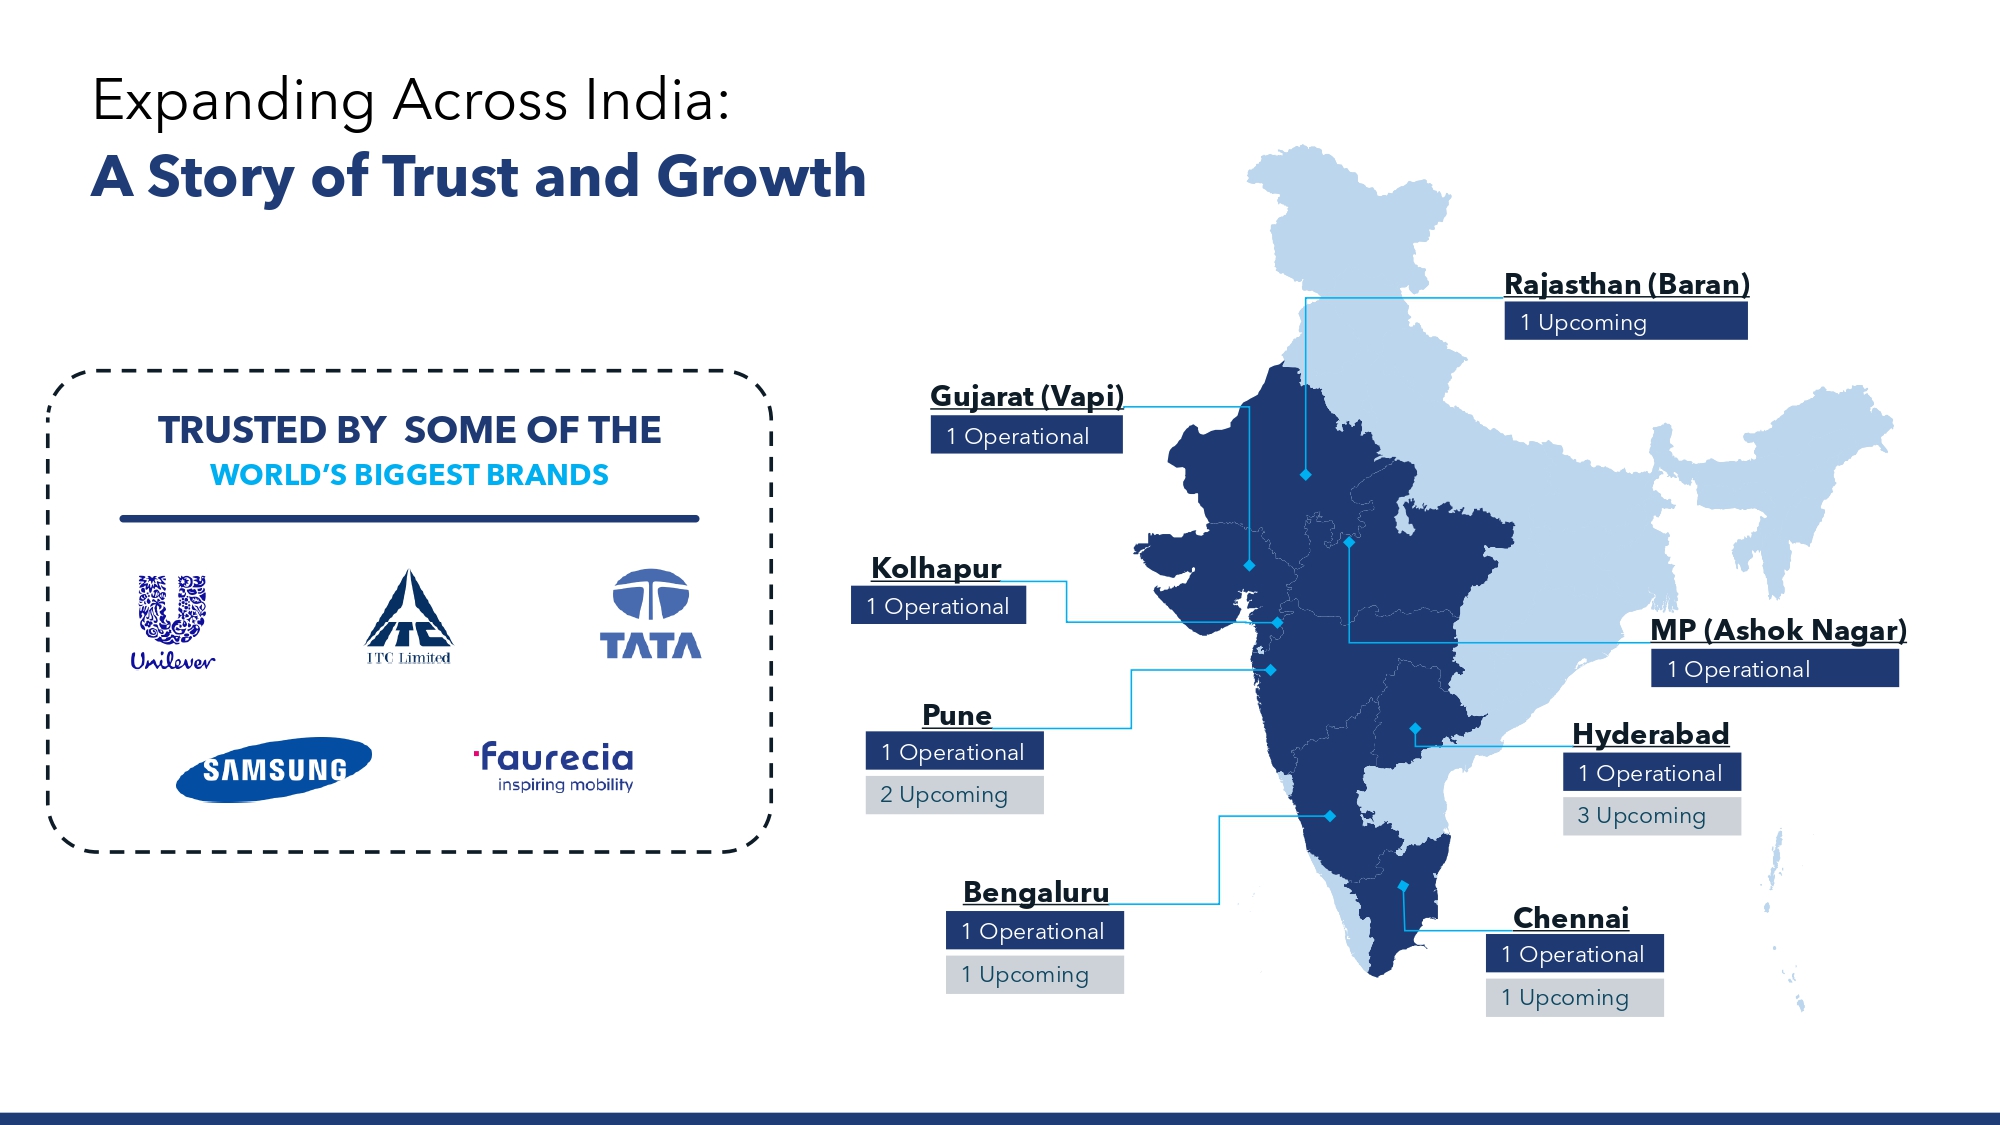 Expanding Across India:
A Story of Trust and Growth
TRUSTED BY SOME OF THE
WORLD'S BIGGEST BRANDS
Unilever
ITC
ITC Limited
TATA
SAMSUNG
faurecia
inspiring mobility
Rajasthan (Baran)
1 Upcoming
Gujarat (Vapi)
1 Operational
Kolhapur
1 Operational
MP (Ashok Nagar)
1 Operational
Pune
1 Operational
2 Upcoming
Hyderabad
1 Operational
3 Upcoming
Bengaluru
1 Operational
1 Upcoming
Chennai
1 Operational
1 Upcoming